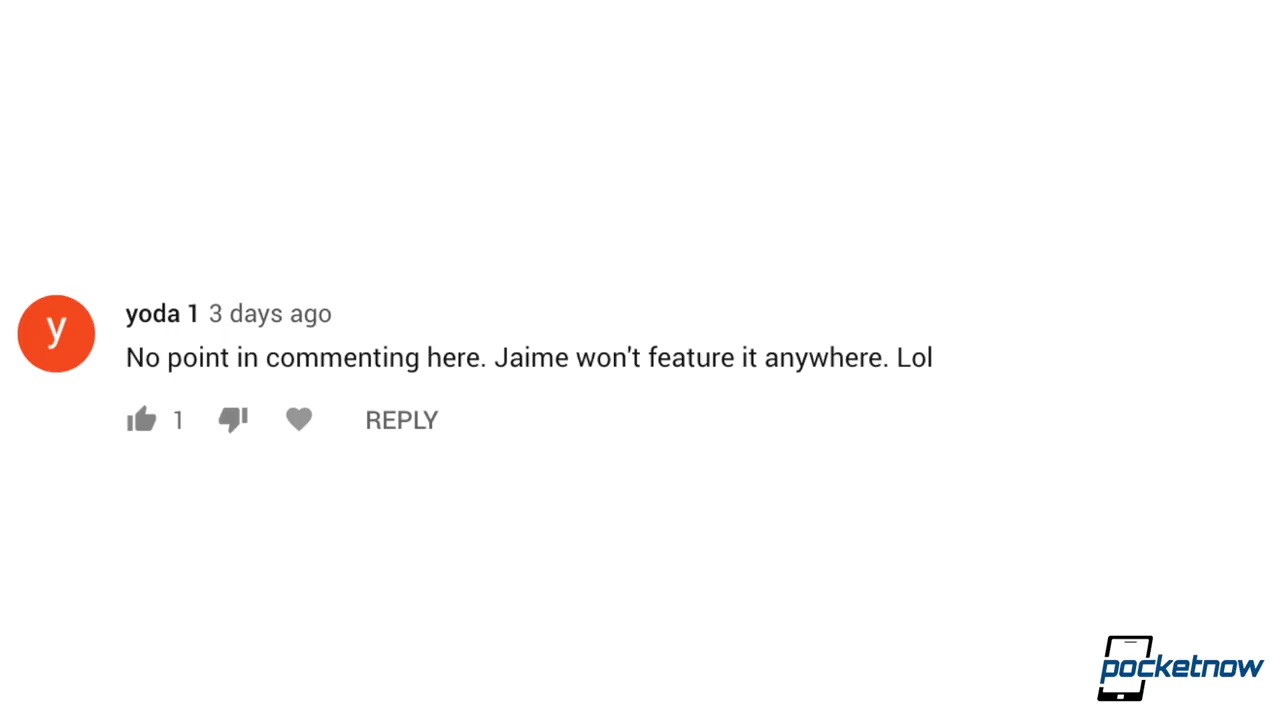 y
yoda 1 3 days ago
No point in commenting here. Jaime won't feature it anywhere. Lol
1 REPLY
pocketnow